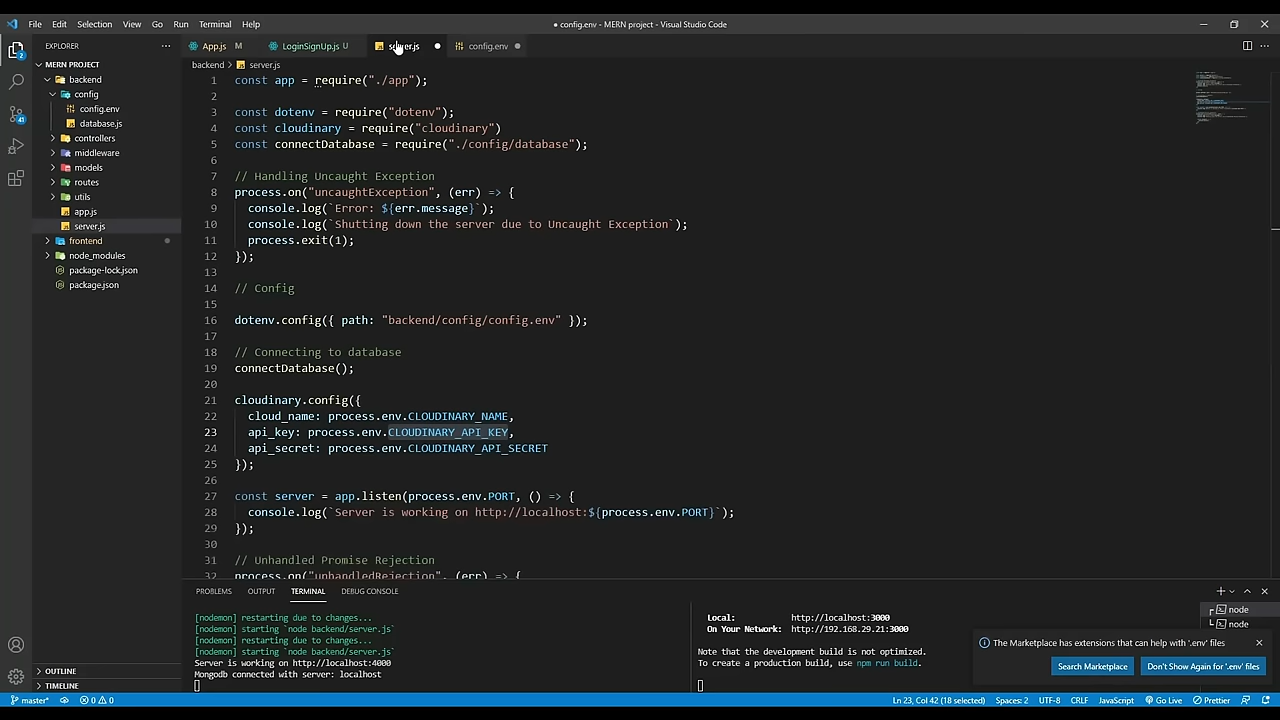 File Edit Selection View Go Run Terminal Help
● config.env - MERN project - Visual Studio Code
EXPLORER
MERN PROJECT
backend
config
config.env
database.js
controllers
middleware
models
routes
utils
app.js
server.js
frontend
node_modules
package-lock.json
package.json
OUTLINE
TIMELINE
2
41
App.js M
LoginSignUp.js U
server.js
config.env
backend > server.js
1 const app = require("./app");
2
3 const dotenv = require("dotenv");
4 const cloudinary = require("cloudinary")
5 const connectDatabase = require("./config/database");
6
7 // Handling Uncaught Exception
8 process.on("uncaughtException", (err) => {
9 console.log(`Error: ${err.message}`);
10 console.log(`Shutting down the server due to Uncaught Exception`);
11 process.exit(1);
12 });
13
14 // Config
15
16 dotenv.config({ path: "backend/config/config.env" });
17
18 // Connecting to database
19 connectDatabase();
20
21 cloudinary.config({
22 cloud_name: process.env.CLOUDINARY_NAME,
23 api_key: process.env.CLOUDINARY_API_KEY,
24 api_secret: process.env.CLOUDINARY_API_SECRET
25 });
26
27 const server = app.listen(process.env.PORT, () => {
28 console.log(`Server is working on http://localhost:${process.env.PORT}`);
29 });
30
31 // Unhandled Promise Rejection
32 process.on("unhandledRejection", (err) => {
PROBLEMS OUTPUT TERMINAL DEBUG CONSOLE
[nodemon] restarting due to changes...
[nodemon] starting `node backend/server.js`
[nodemon] restarting due to changes...
[nodemon] starting `node backend/server.js`
Server is working on http://localhost:4000
Mongodb connected with server: localhost
Local: http://localhost:3000
On Your Network: http://192.168.29.21:3000
Note that the development build is not optimized.
To create a production build, use npm run build.
node
node
The Marketplace has extensions that can help with '.env' files
Search Marketplace
Don't Show Again for '.env' files
master* 0 0
Ln 23, Col 42 (18 selected) Spaces: 2 UTF-8 CRLF JavaScript Go Live Prettier